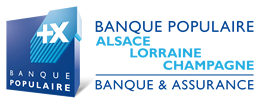 +X
BANQUE
POPULAIRE
BANQUE POPULAIRE
ALSACE
LORRAINE
CHAMPAGNE
BANQUE & ASSURANCE